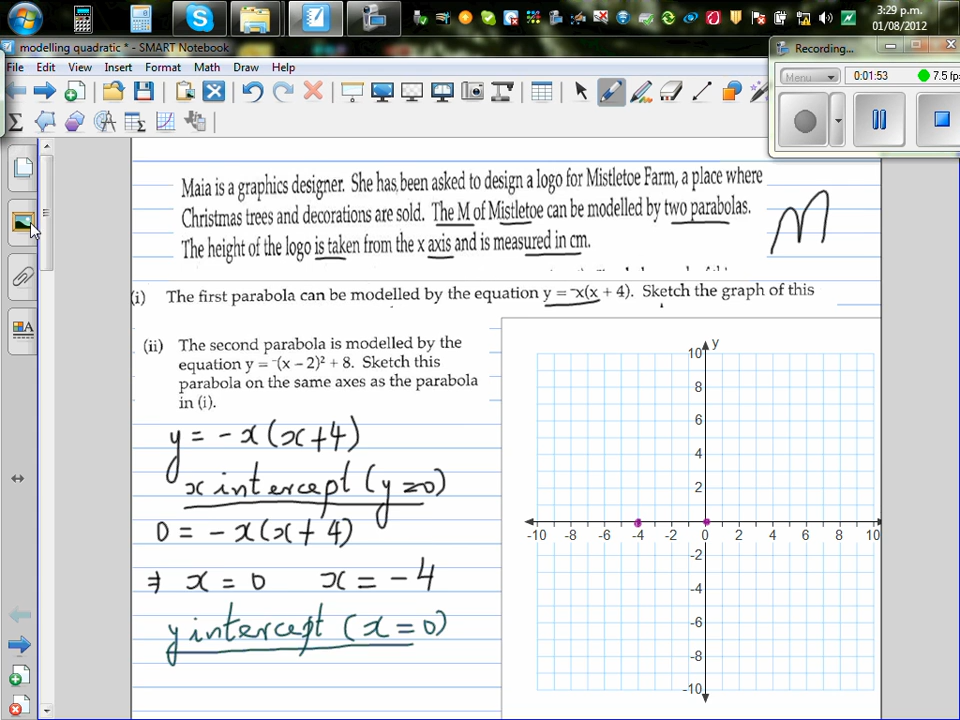 3:29 p.m.
01/08/2012
modelling quadratic * - SMART Notebook
Recording...
File Edit View Insert Format Math Draw Help
Menu
0:01:53
7.5 fp
Maia is a graphics designer. She has been asked to design a logo for Mistletoe Farm, a place where
Christmas trees and decorations are sold. The M of Mistletoe can be modelled by two parabolas.
The height of the logo is taken from the x axis and is measured in cm.
M
(i) The first parabola can be modelled by the equation y = ⁻x(x + 4). Sketch the graph of this
(ii) The second parabola is modelled by the
equation y = ⁻(x – 2)² + 8. Sketch this
parabola on the same axes as the parabola
in (i).
y = - x (x+4)
x intercept (y=0)
0 = - x (x + 4)
⇒ x = 0 x = - 4
y intercept (x = 0)
y
10
8
6
4
2
-10 -8 -6 -4 -2 0 2 4 6 8 10
-2
-4
-6
-8
-10